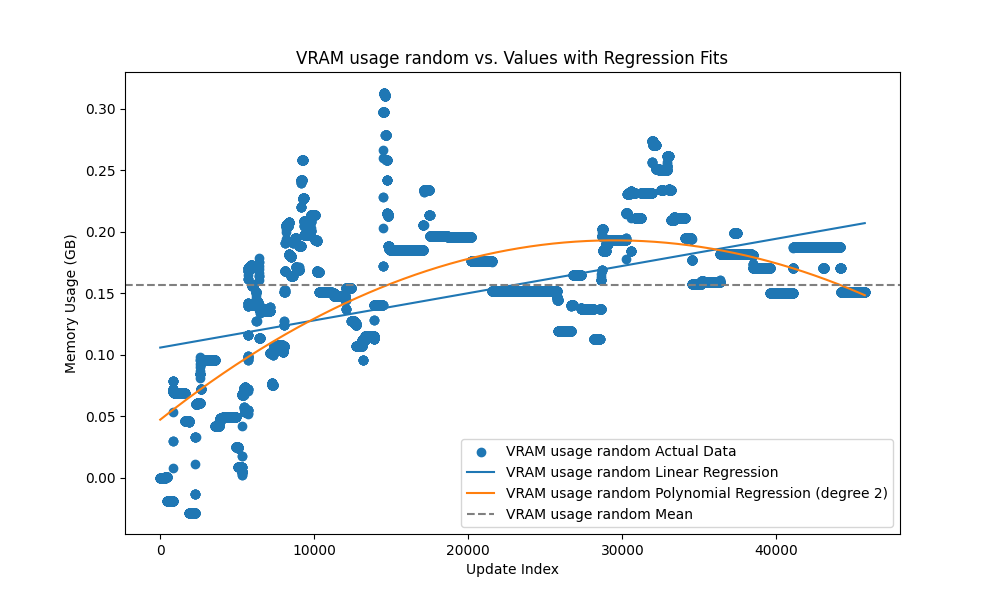 VRAM usage random vs. Values with Regression Fits
Memory Usage (GB)
0.30
0.25
0.20
0.15
0.10
0.05
0.00
VRAM usage random Actual Data
VRAM usage random Linear Regression
VRAM usage random Polynomial Regression (degree 2)
VRAM usage random Mean
0 10000 20000 30000 40000
Update Index